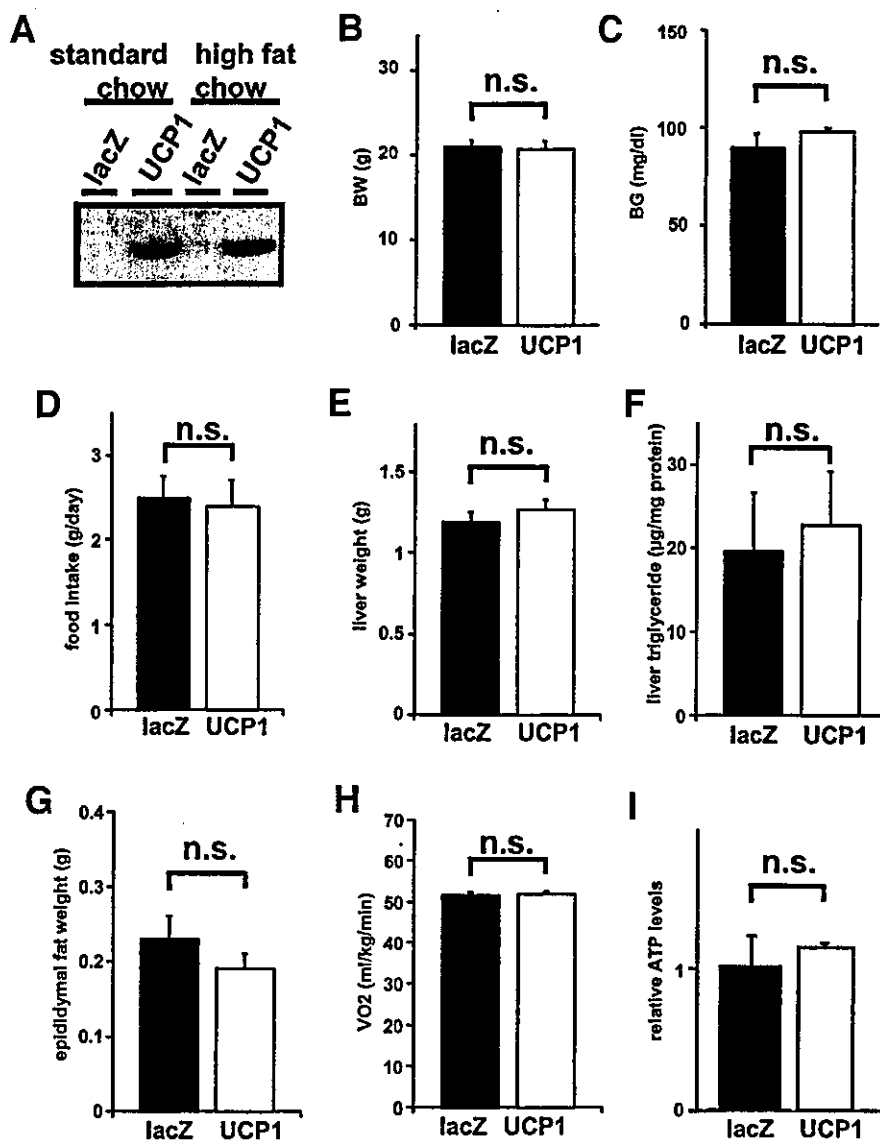 A
standard high fat
chow chow
lacZ UCP1 lacZ UCP1
B
BW (g)
30
20
10
0
n.s.
lacZ UCP1
C
BG (mg/dl)
150
100
50
0
n.s.
lacZ UCP1
D
food intake (g/day)
3
2
1
0
n.s.
lacZ UCP1
E
liver weight (g)
1.5
1
0.5
0
n.s.
lacZ UCP1
F
liver triglyceride (µg/mg protein)
30
20
10
0
n.s.
lacZ UCP1
G
epididymal fat weight (g)
0.4
0.3
0.2
0.1
0
n.s.
lacZ UCP1
H
VO2 (ml/kg/min)
70
60
50
40
30
20
10
0
n.s.
lacZ UCP1
I
relative ATP levels
1
0
n.s.
lacZ UCP1